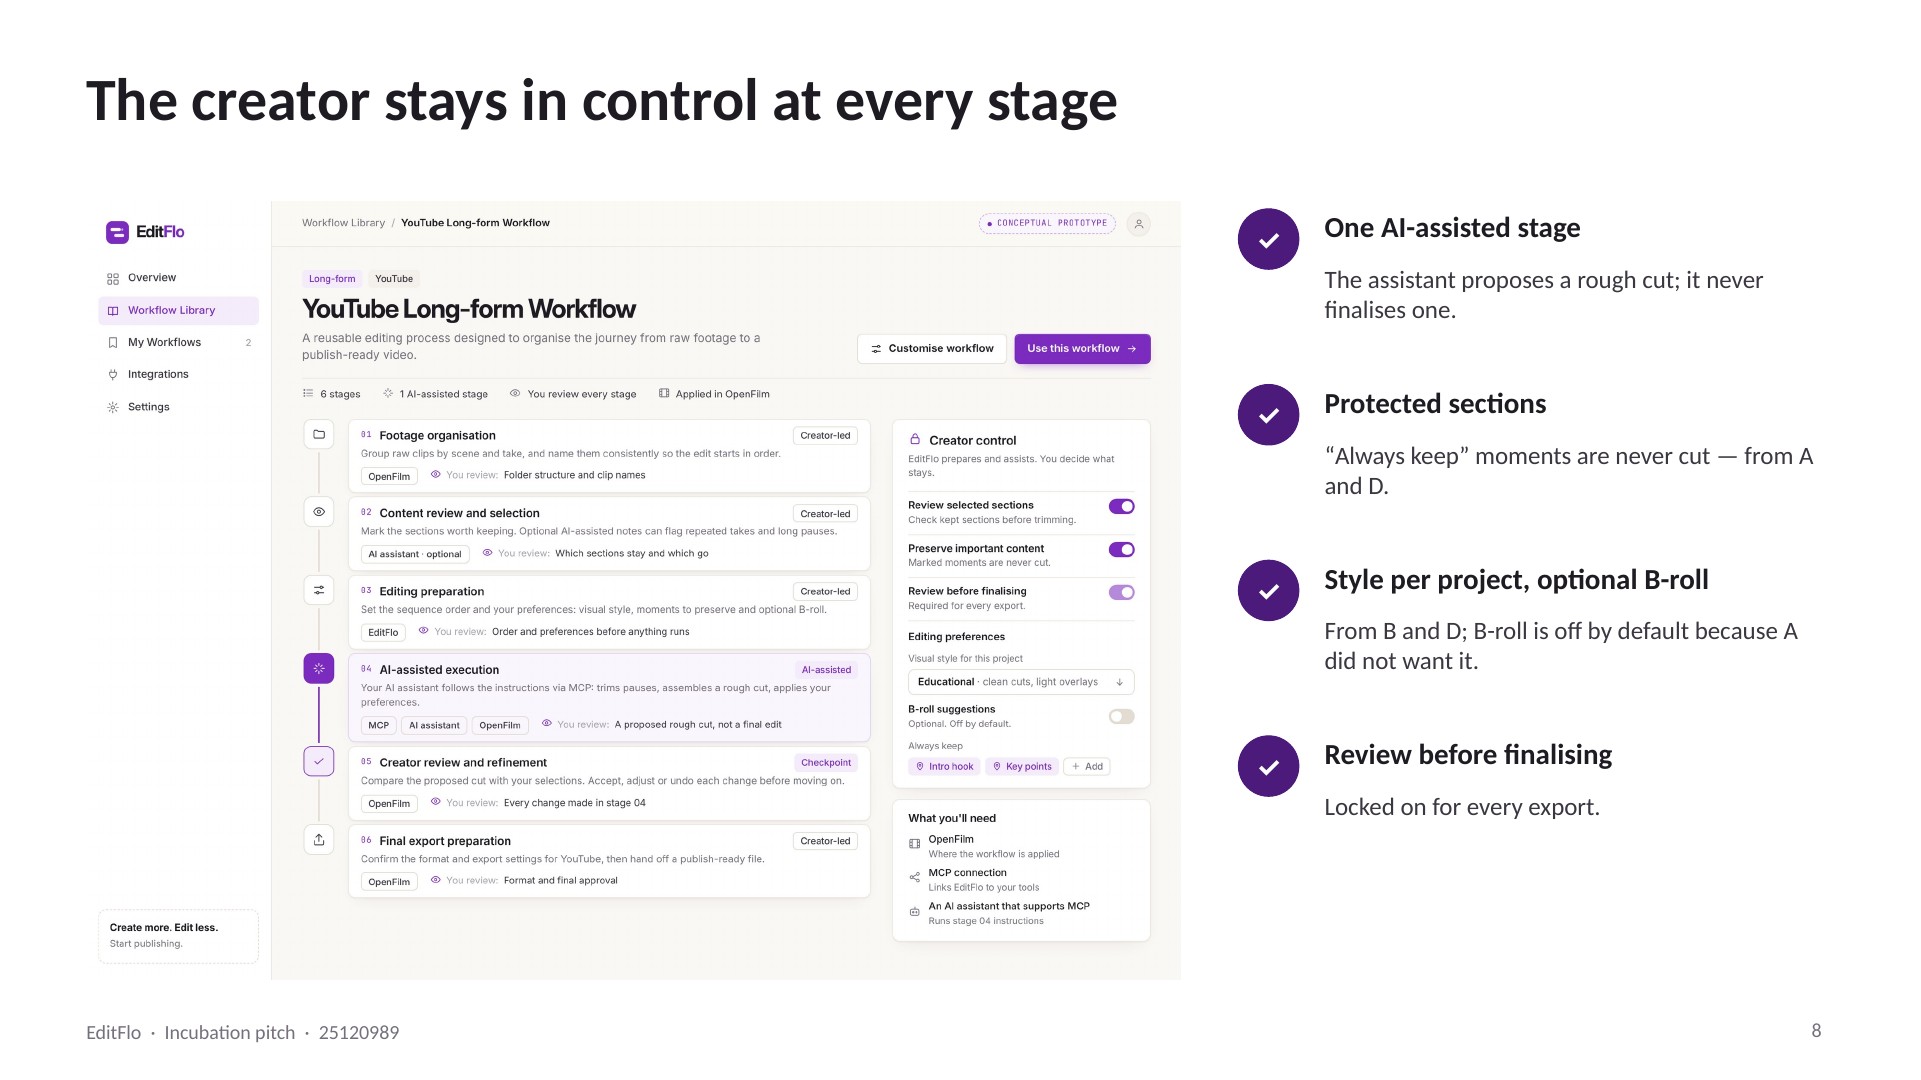 The creator stays in control at every stage
EditFlo
Overview
Workflow Library
My Workflows 2
Integrations
Settings
Create more. Edit less.
Start publishing.
Workflow Library / YouTube Long-form Workflow
CONCEPTUAL PROTOTYPE
Long-form YouTube
YouTube Long-form Workflow
A reusable editing process designed to organise the journey from raw footage to a
publish-ready video.
Customise workflow
Use this workflow →
6 stages 1 AI-assisted stage You review every stage Applied in OpenFilm
01 Footage organisation Creator-led
Group raw clips by scene and take, and name them consistently so the edit starts in order.
OpenFilm You review: Folder structure and clip names
02 Content review and selection Creator-led
Mark the sections worth keeping. Optional AI-assisted notes can flag repeated takes and long pauses.
AI assistant · optional You review: Which sections stay and which go
03 Editing preparation Creator-led
Set the sequence order and your preferences: visual style, moments to preserve and optional B-roll.
EditFlo You review: Order and preferences before anything runs
04 AI-assisted execution AI-assisted
Your AI assistant follows the instructions via MCP: trims pauses, assembles a rough cut, applies your
preferences.
MCP AI assistant OpenFilm You review: A proposed rough cut, not a final edit
05 Creator review and refinement Checkpoint
Compare the proposed cut with your selections. Accept, adjust or undo each change before moving on.
OpenFilm You review: Every change made in stage 04
06 Final export preparation Creator-led
Confirm the format and export settings for YouTube, then hand off a publish-ready file.
OpenFilm You review: Format and final approval
Creator control
EditFlo prepares and assists. You decide what
stays.
Review selected sections
Check kept sections before trimming.
Preserve important content
Marked moments are never cut.
Review before finalising
Required for every export.
Editing preferences
Visual style for this project
Educational · clean cuts, light overlays ↓
B-roll suggestions
Optional. Off by default.
Always keep
Intro hook Key points + Add
What you'll need
OpenFilm
Where the workflow is applied
MCP connection
Links EditFlo to your tools
An AI assistant that supports MCP
Runs stage 04 instructions
One AI-assisted stage
The assistant proposes a rough cut; it never
finalises one.
Protected sections
“Always keep” moments are never cut — from A
and D.
Style per project, optional B-roll
From B and D; B-roll is off by default because A
did not want it.
Review before finalising
Locked on for every export.
EditFlo · Incubation pitch · 25120989
8